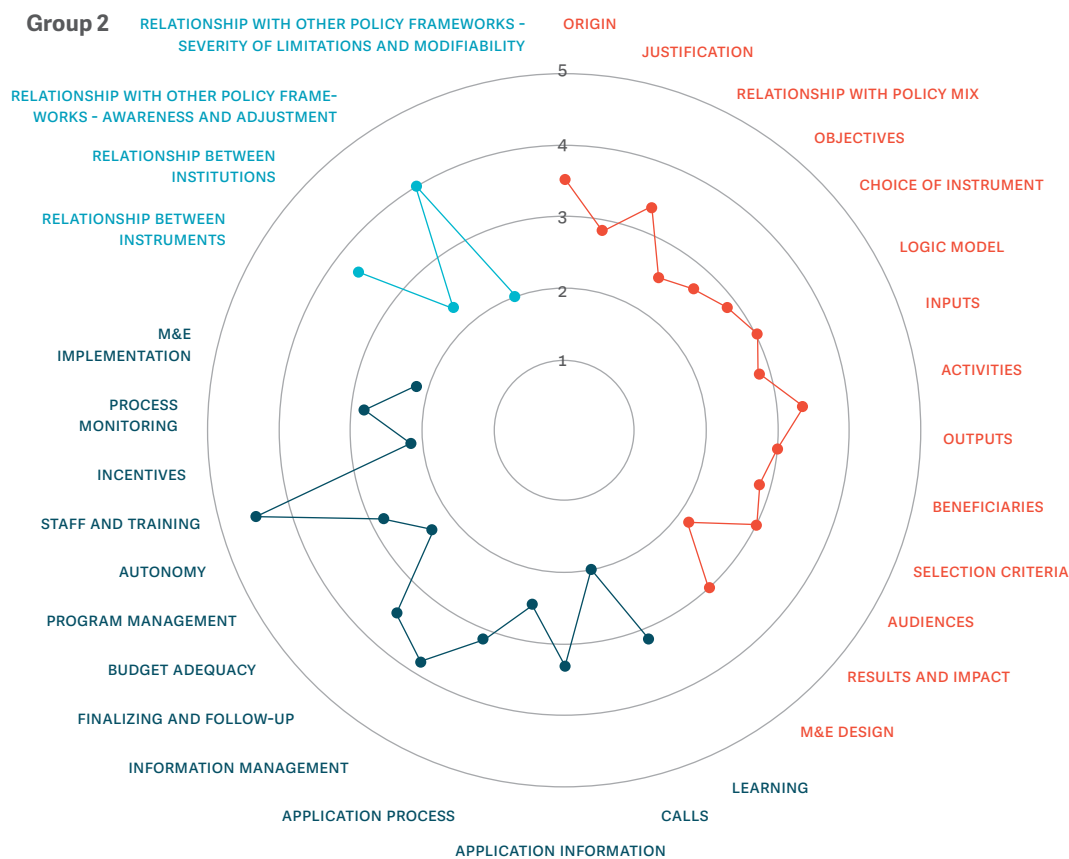 Group 2
RELATIONSHIP WITH OTHER POLICY FRAMEWORKS -
SEVERITY OF LIMITATIONS AND MODIFIABILITY
ORIGIN
JUSTIFICATION
RELATIONSHIP WITH POLICY MIX
OBJECTIVES
CHOICE OF INSTRUMENT
LOGIC MODEL
INPUTS
ACTIVITIES
OUTPUTS
BENEFICIARIES
SELECTION CRITERIA
AUDIENCES
RESULTS AND IMPACT
M&E DESIGN
LEARNING
CALLS
APPLICATION INFORMATION
APPLICATION PROCESS
INFORMATION MANAGEMENT
FINALIZING AND FOLLOW-UP
BUDGET ADEQUACY
PROGRAM MANAGEMENT
AUTONOMY
STAFF AND TRAINING
INCENTIVES
PROCESS
MONITORING
M&E
IMPLEMENTATION
RELATIONSHIP BETWEEN
INSTRUMENTS
RELATIONSHIP BETWEEN
INSTITUTIONS
RELATIONSHIP WITH OTHER POLICY FRAME-
WORKS - AWARENESS AND ADJUSTMENT
5
4
3
2
1